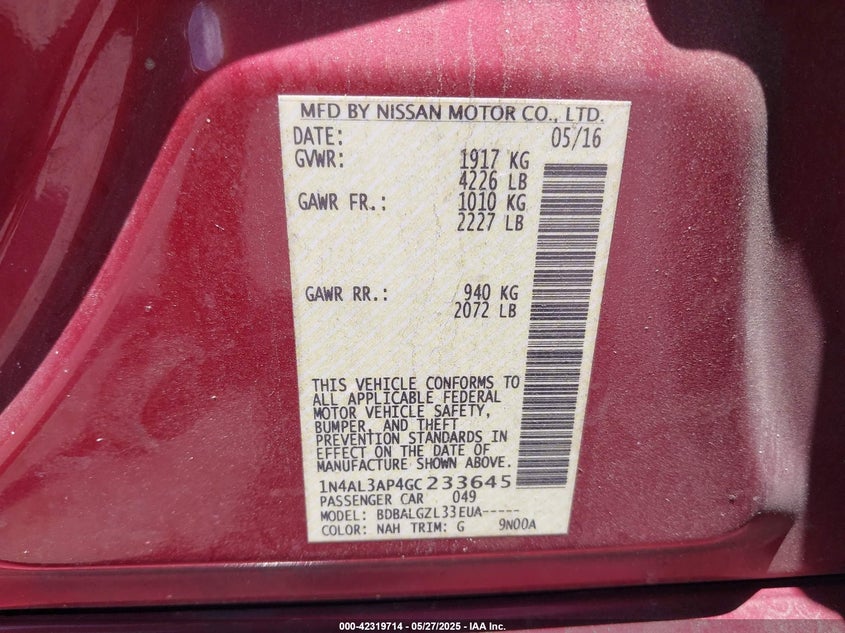 MFD BY NISSAN MOTOR CO., LTD.
DATE: 05/16
GVWR: 1917 KG
4226 LB
GAWR FR.: 1010 KG
2227 LB
GAWR RR.: 940 KG
2072 LB
THIS VEHICLE CONFORMS TO
ALL APPLICABLE FEDERAL
MOTOR VEHICLE SAFETY,
BUMPER, AND THEFT
PREVENTION STANDARDS IN
EFFECT ON THE DATE OF
MANUFACTURE SHOWN ABOVE.
1N4AL3AP4GC233645
PASSENGER CAR 049
MODEL: BDBALGZL33EUA-----
COLOR: NAH TRIM: G 9N00A
000-42319714 - 05/27/2025 - IAA Inc.